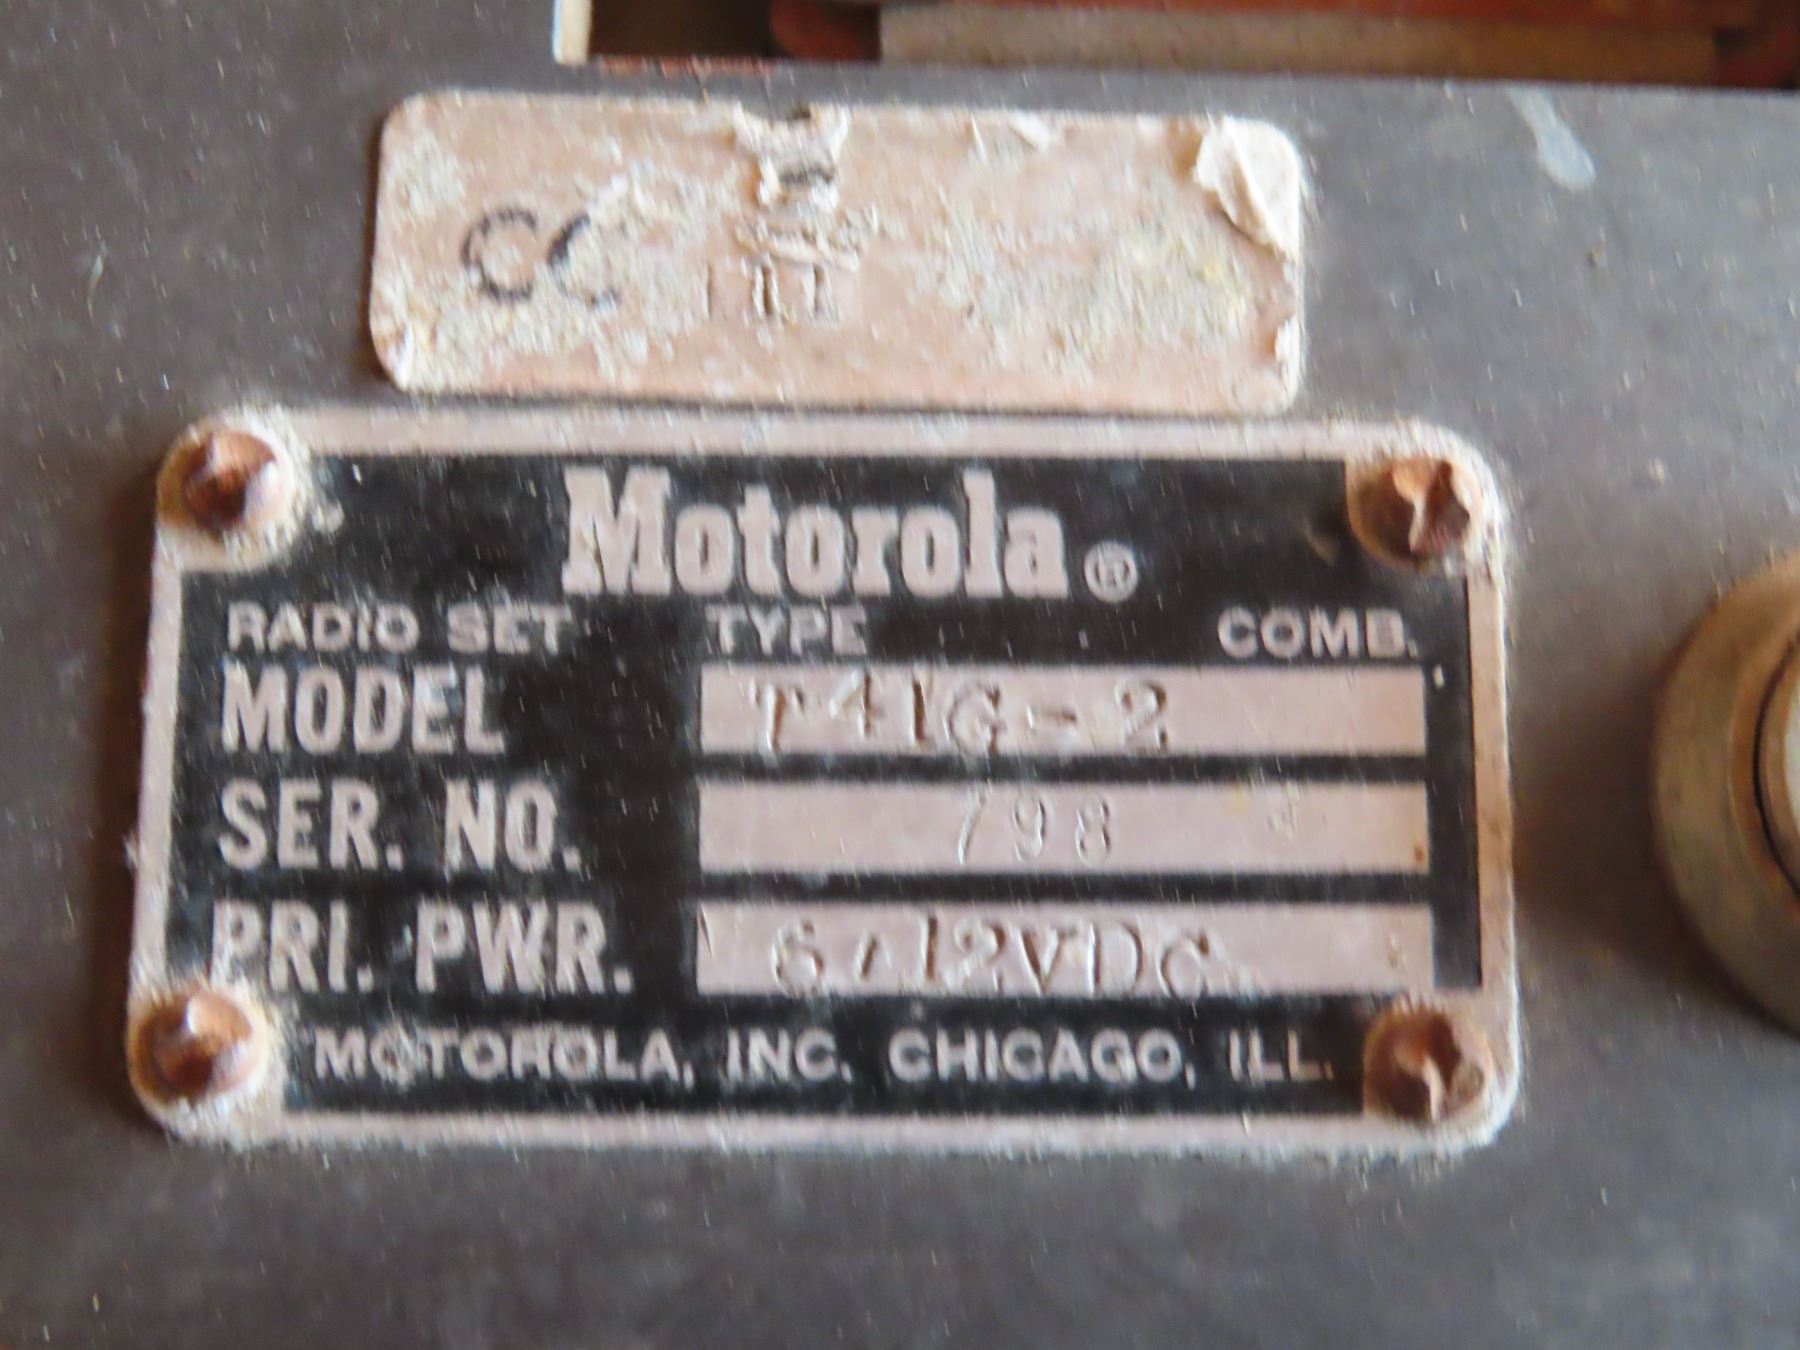 CC
Motorola®
RADIO SET TYPE COMB.
MODEL T41G-2
SER. NO. 798
PRI. PWR. 6/12VDC
MOTOROLA, INC. CHICAGO, ILL.